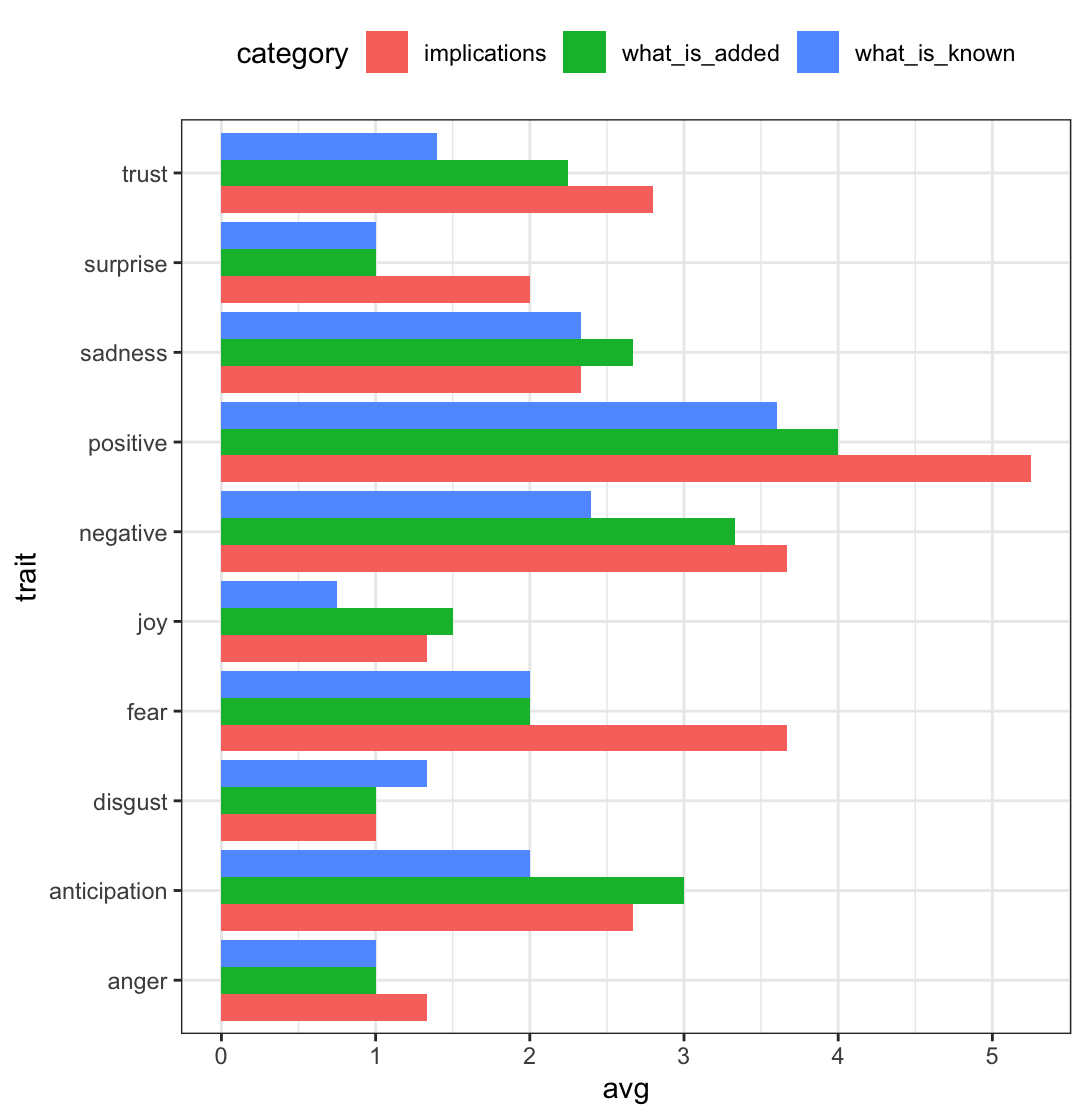 category implications what_is_added what_is_known
trust
surprise
sadness
positive
negative
joy
fear
disgust
anticipation
anger
trait
0 1 2 3 4 5
avg